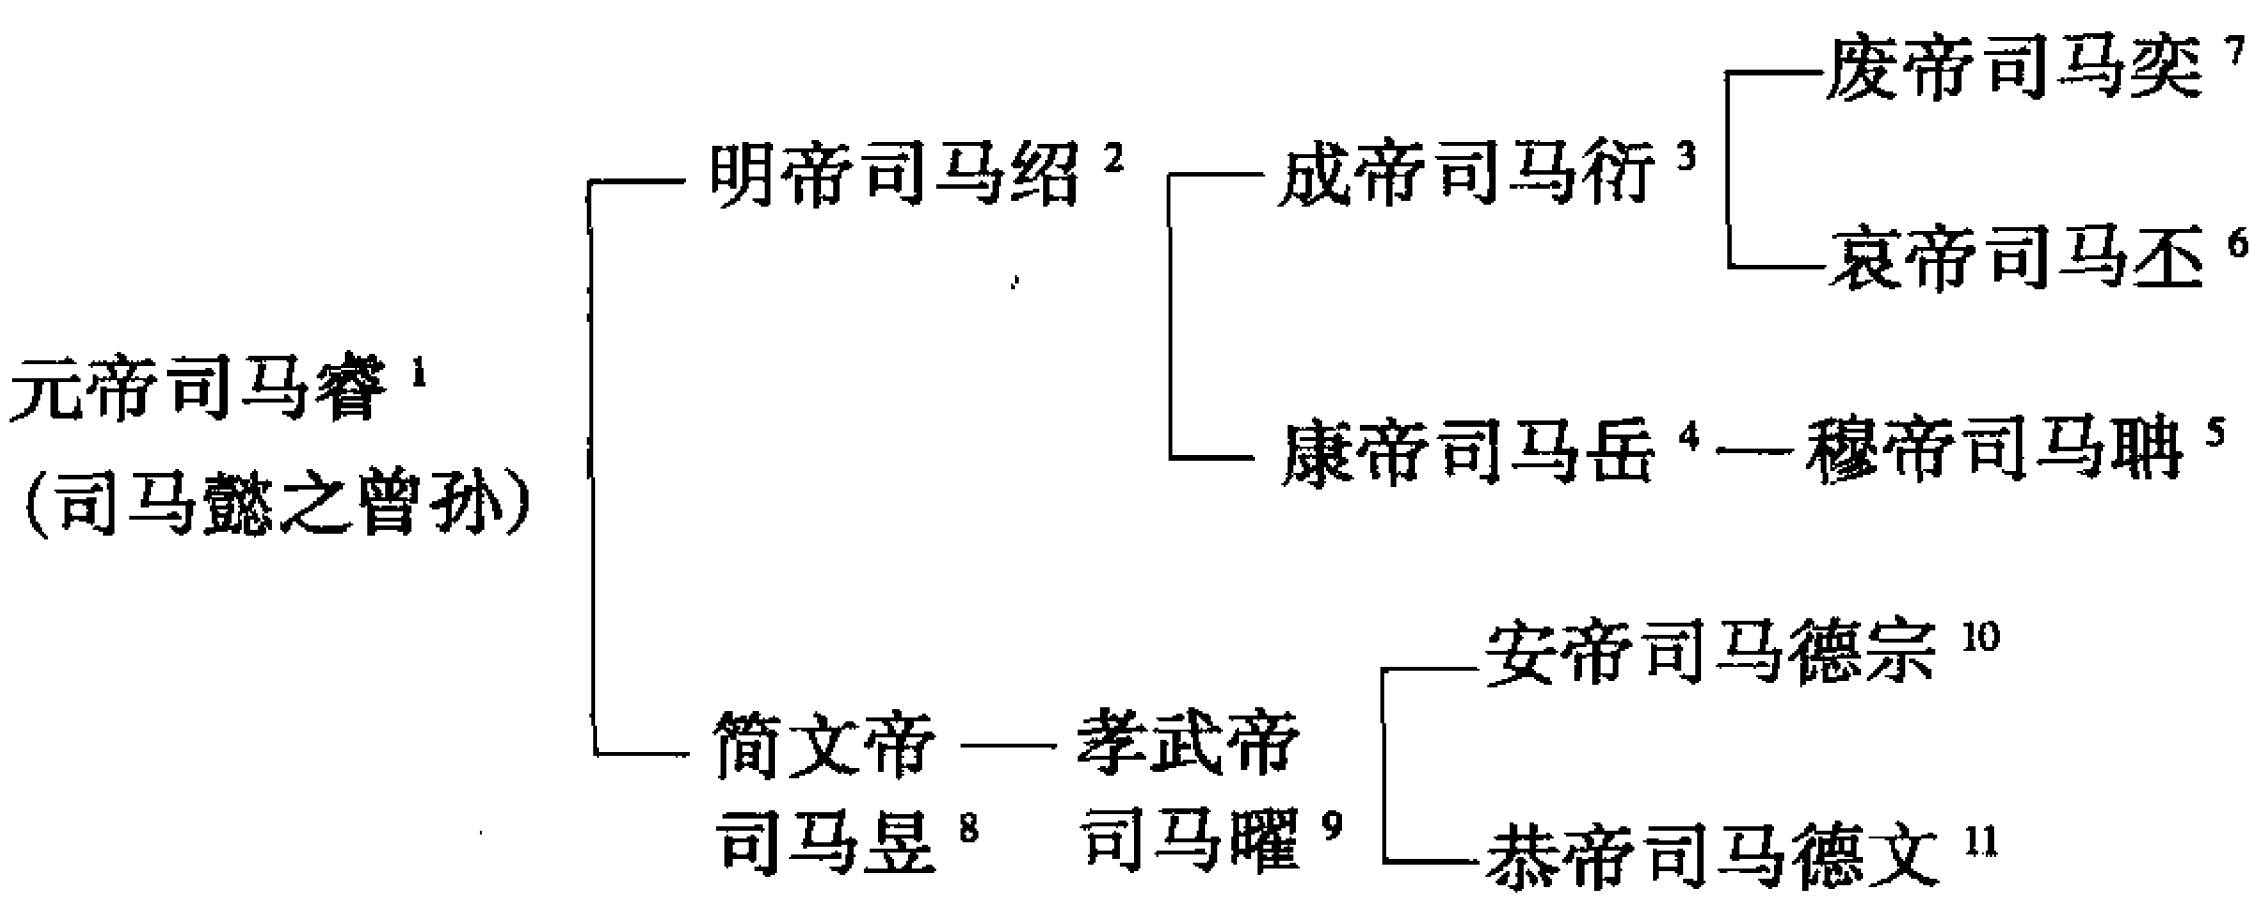 废帝司马奕 7
明帝司马绍 2
成帝司马衍 3
哀帝司马丕 6
元帝司马睿 1
(司马懿之曾孙)
康帝司马岳 4
穆帝司马聃 5
安帝司马德宗 10
简文帝
司马昱 8
孝武帝
司马曜 9
恭帝司马德文 11